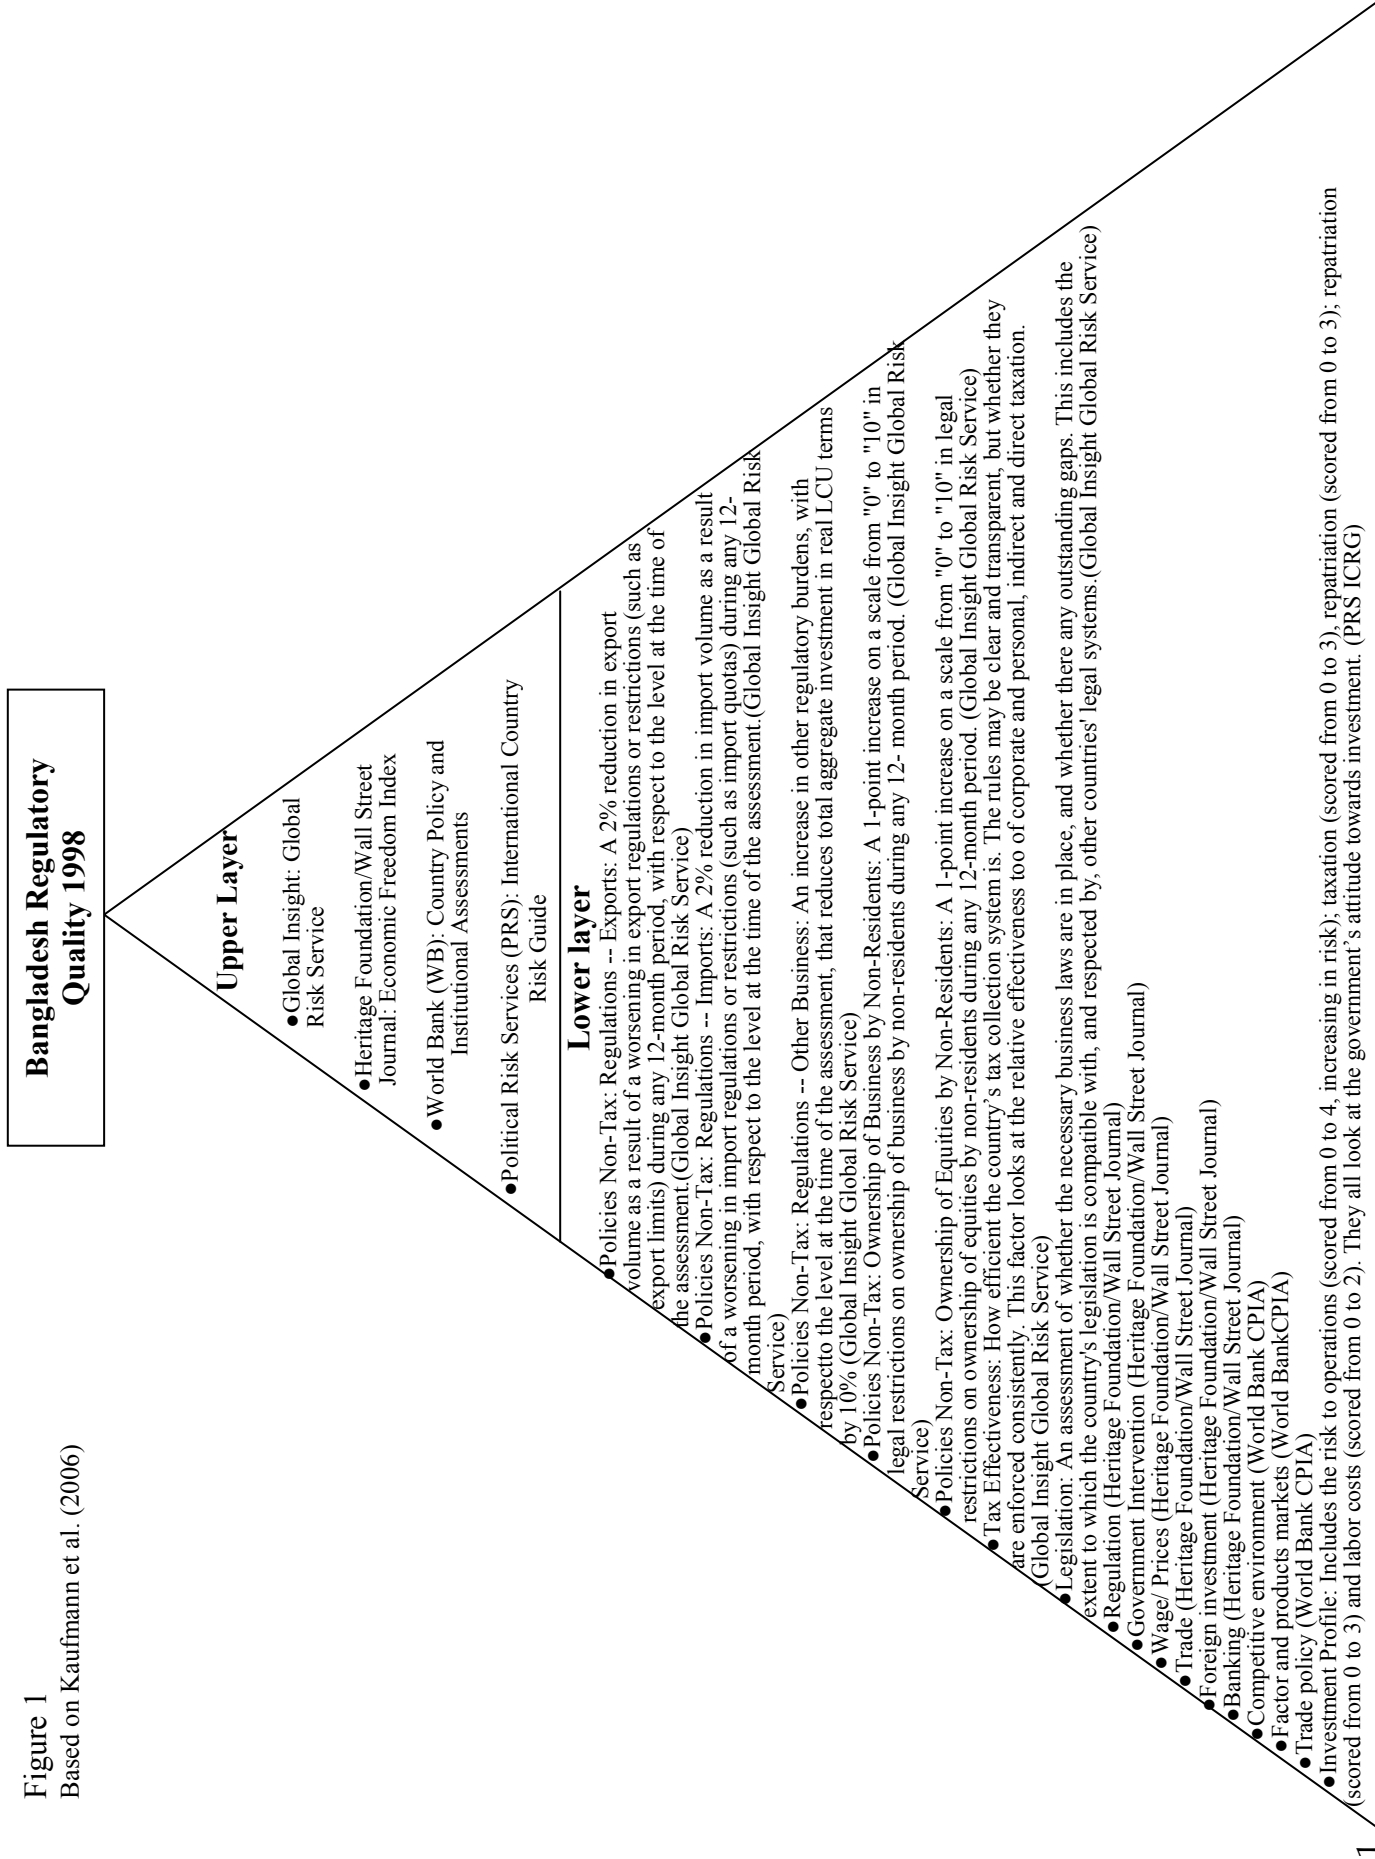 Figure 1
Based on Kaufmann et al. (2006)
Bangladesh Regulatory
Quality 1998
Upper Layer
●Global Insight: Global
Risk Service
●Heritage Foundation/Wall Street
Journal: Economic Freedom Index
●World Bank (WB): Country Policy and
Institutional Assessments
●Political Risk Services (PRS): International Country
Risk Guide
Lower layer
●Policies Non-Tax: Regulations -- Exports: A 2% reduction in export
volume as a result of a worsening in export regulations or restrictions (such as
export limits) during any 12-month period, with respect to the level at the time of
the assessment.(Global Insight Global Risk Service)
●Policies Non-Tax: Regulations -- Imports: A 2% reduction in import volume as a result
of a worsening in import regulations or restrictions (such as import quotas) during any 12-
month period, with respect to the level at the time of the assessment.(Global Insight Global Risk
Service)
●Policies Non-Tax: Regulations -- Other Business: An increase in other regulatory burdens, with
respectto the level at the time of the assessment, that reduces total aggregate investment in real LCU terms
by 10% (Global Insight Global Risk Service)
●Policies Non-Tax: Ownership of Business by Non-Residents: A 1-point increase on a scale from "0" to "10" in
legal restrictions on ownership of business by non-residents during any 12- month period. (Global Insight Global Risk
Service)
●Policies Non-Tax: Ownership of Equities by Non-Residents: A 1-point increase on a scale from "0" to "10" in legal
restrictions on ownership of equities by non-residents during any 12-month period. (Global Insight Global Risk Service)
●Tax Effectiveness: How efficient the country’s tax collection system is. The rules may be clear and transparent, but whether they
are enforced consistently. This factor looks at the relative effectiveness too of corporate and personal, indirect and direct taxation.
(Global Insight Global Risk Service)
●Legislation: An assessment of whether the necessary business laws are in place, and whether there any outstanding gaps. This includes the
extent to which the country's legislation is compatible with, and respected by, other countries' legal systems.(Global Insight Global Risk Service)
●Regulation (Heritage Foundation/Wall Street Journal)
●Government Intervention (Heritage Foundation/Wall Street Journal)
●Wage/ Prices (Heritage Foundation/Wall Street Journal)
●Trade (Heritage Foundation/Wall Street Journal)
●Foreign investment (Heritage Foundation/Wall Street Journal)
●Banking (Heritage Foundation/Wall Street Journal)
●Competitive environment (World Bank CPIA)
●Factor and products markets (World BankCPIA)
●Trade policy (World Bank CPIA)
●Investment Profile: Includes the risk to operations (scored from 0 to 4, increasing in risk); taxation (scored from 0 to 3), repatriation (scored from 0 to 3); repatriation
(scored from 0 to 3) and labor costs (scored from 0 to 2). They all look at the government’s attitude towards investment. (PRS ICRG)
1